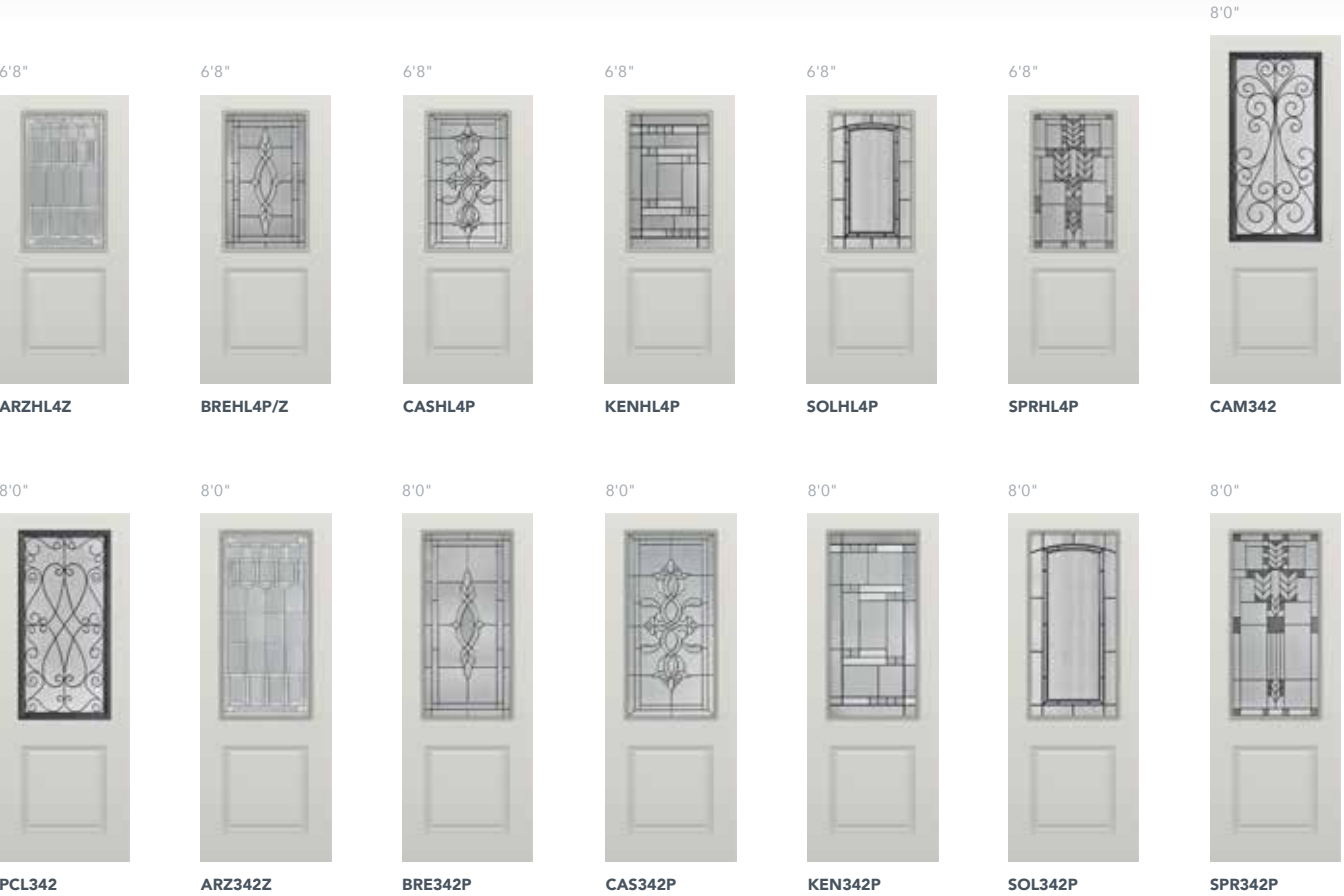 8'0"
6'8"
6'8"
6'8"
6'8"
6'8"
6'8"
ARZHL4Z
BREHL4P/Z
CASHL4P
KENHL4P
SOLHL4P
SPRHL4P
CAM342
8'0"
8'0"
8'0"
8'0"
8'0"
8'0"
8'0"
PCL342
ARZ342Z
BRE342P
CAS342P
KEN342P
SOL342P
SPR342P